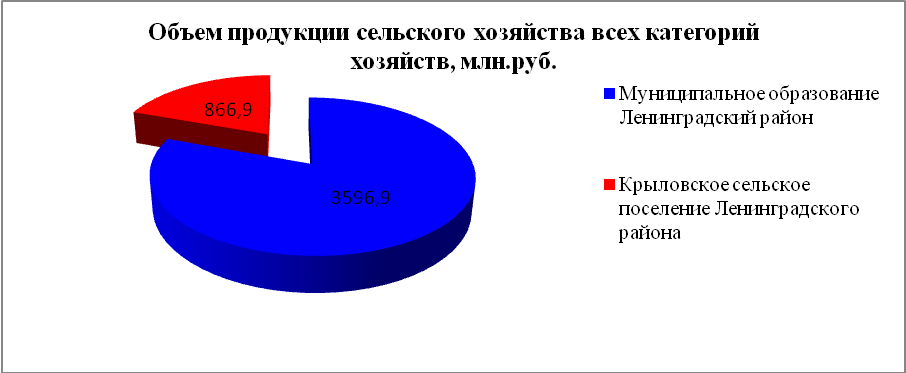 Объем продукции сельского хозяйства всех категорий
хозяйств, млн.руб.
866,9
3596,9
Муниципальное образование
Ленинградский район
Крыловское сельское
поселение Ленинградского
района